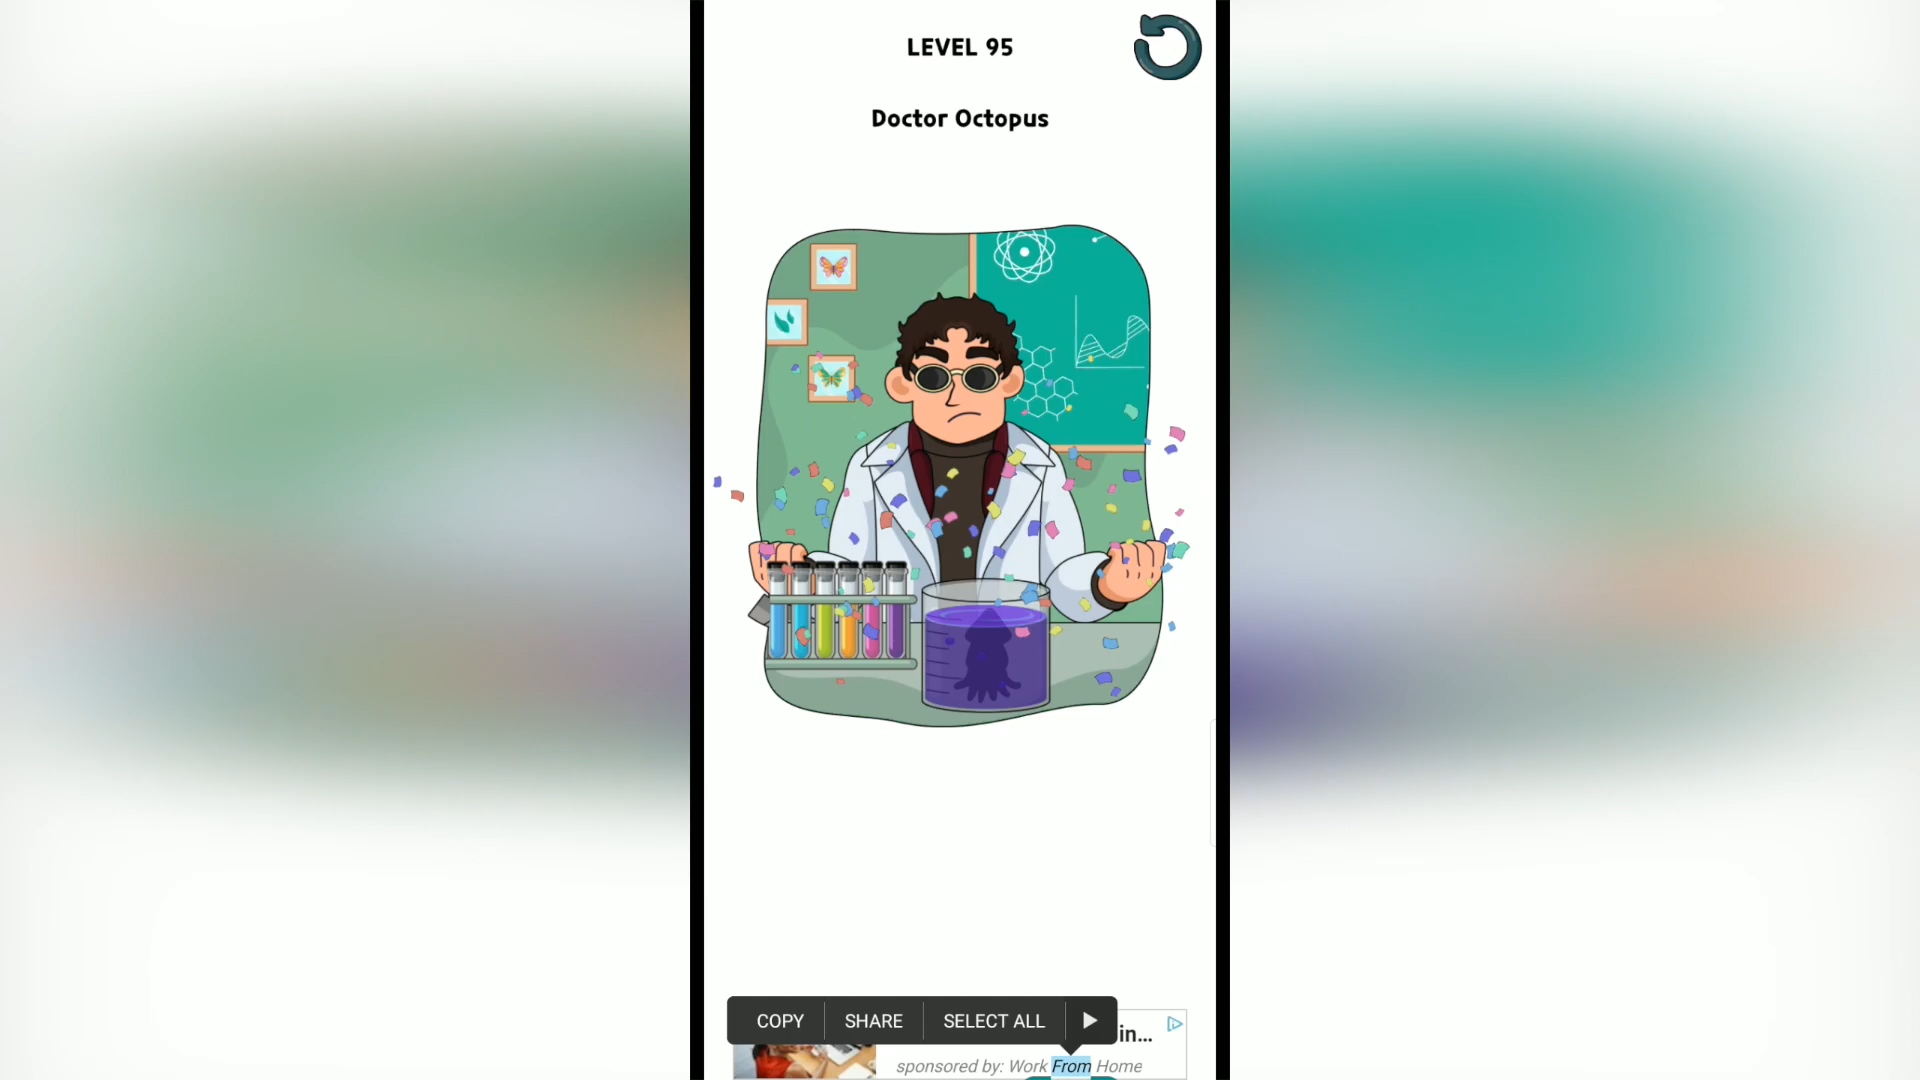 LEVEL 95
Doctor Octopus
COPY SHARE SELECT ALL
in...
sponsored by: Work From Home